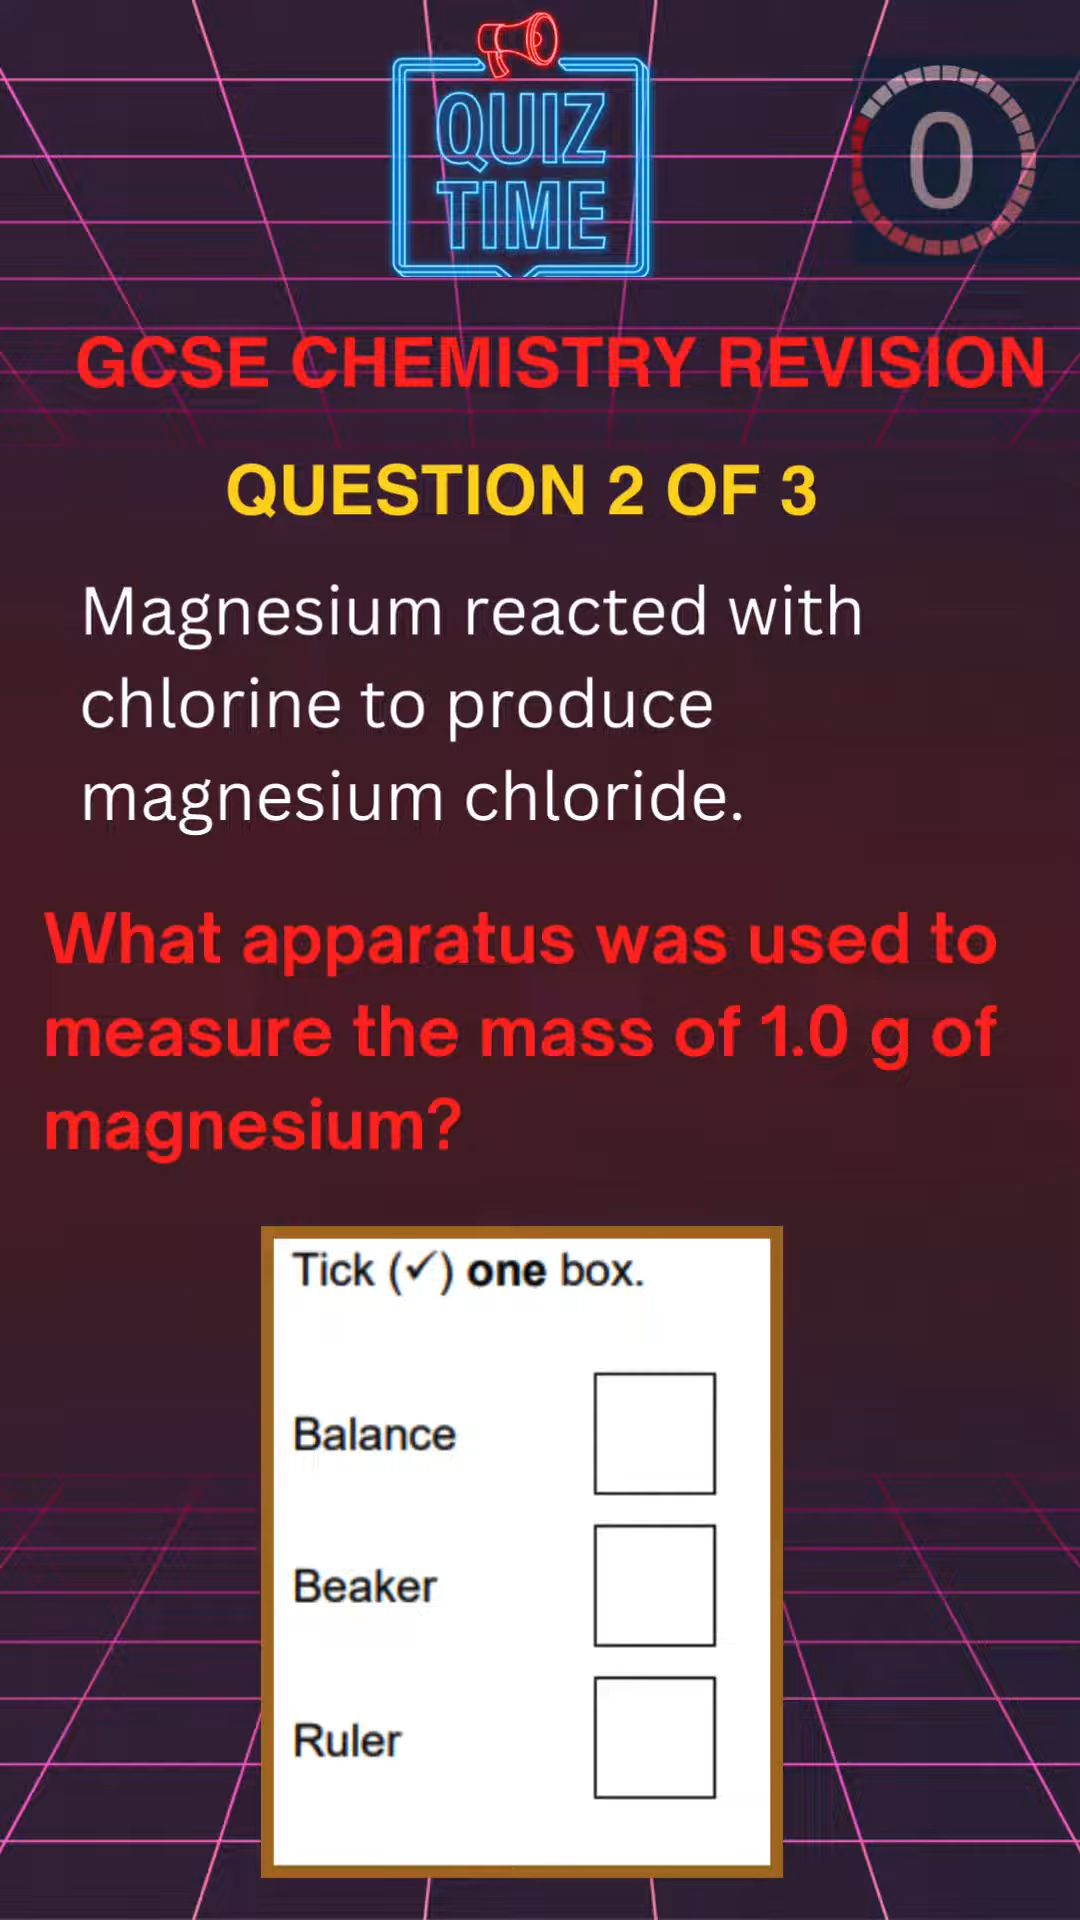 QUIZ
TIME
0
GCSE CHEMISTRY REVISION
QUESTION 2 OF 3
Magnesium reacted with
chlorine to produce
magnesium chloride.
What apparatus was used to
measure the mass of 1.0 g of
magnesium?
Tick (✓) one box.
Balance
Beaker
Ruler